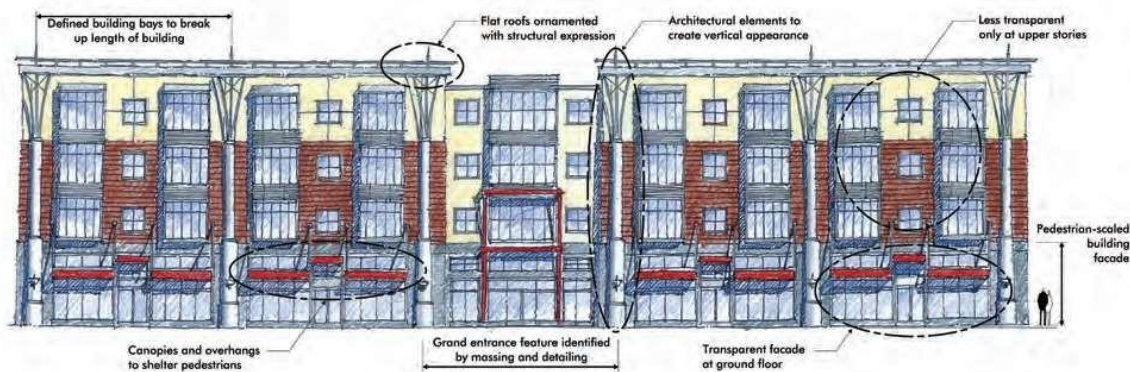 Defined building bays to break
up length of building
Flat roofs ornamented
with structural expression
Architectural elements to
create vertical appearance
Less transparent
only at upper stories
Pedestrian-scaled
building
facade
Canopies and overhangs
to shelter pedestrians
Grand entrance feature identified
by massing and detailing
Transparent facade
at ground floor